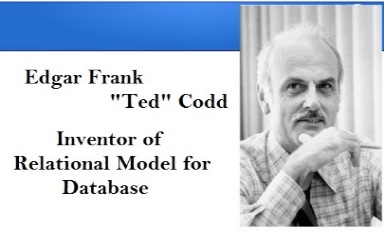 Edgar Frank
"Ted" Codd
Inventor of
Relational Model for
Database